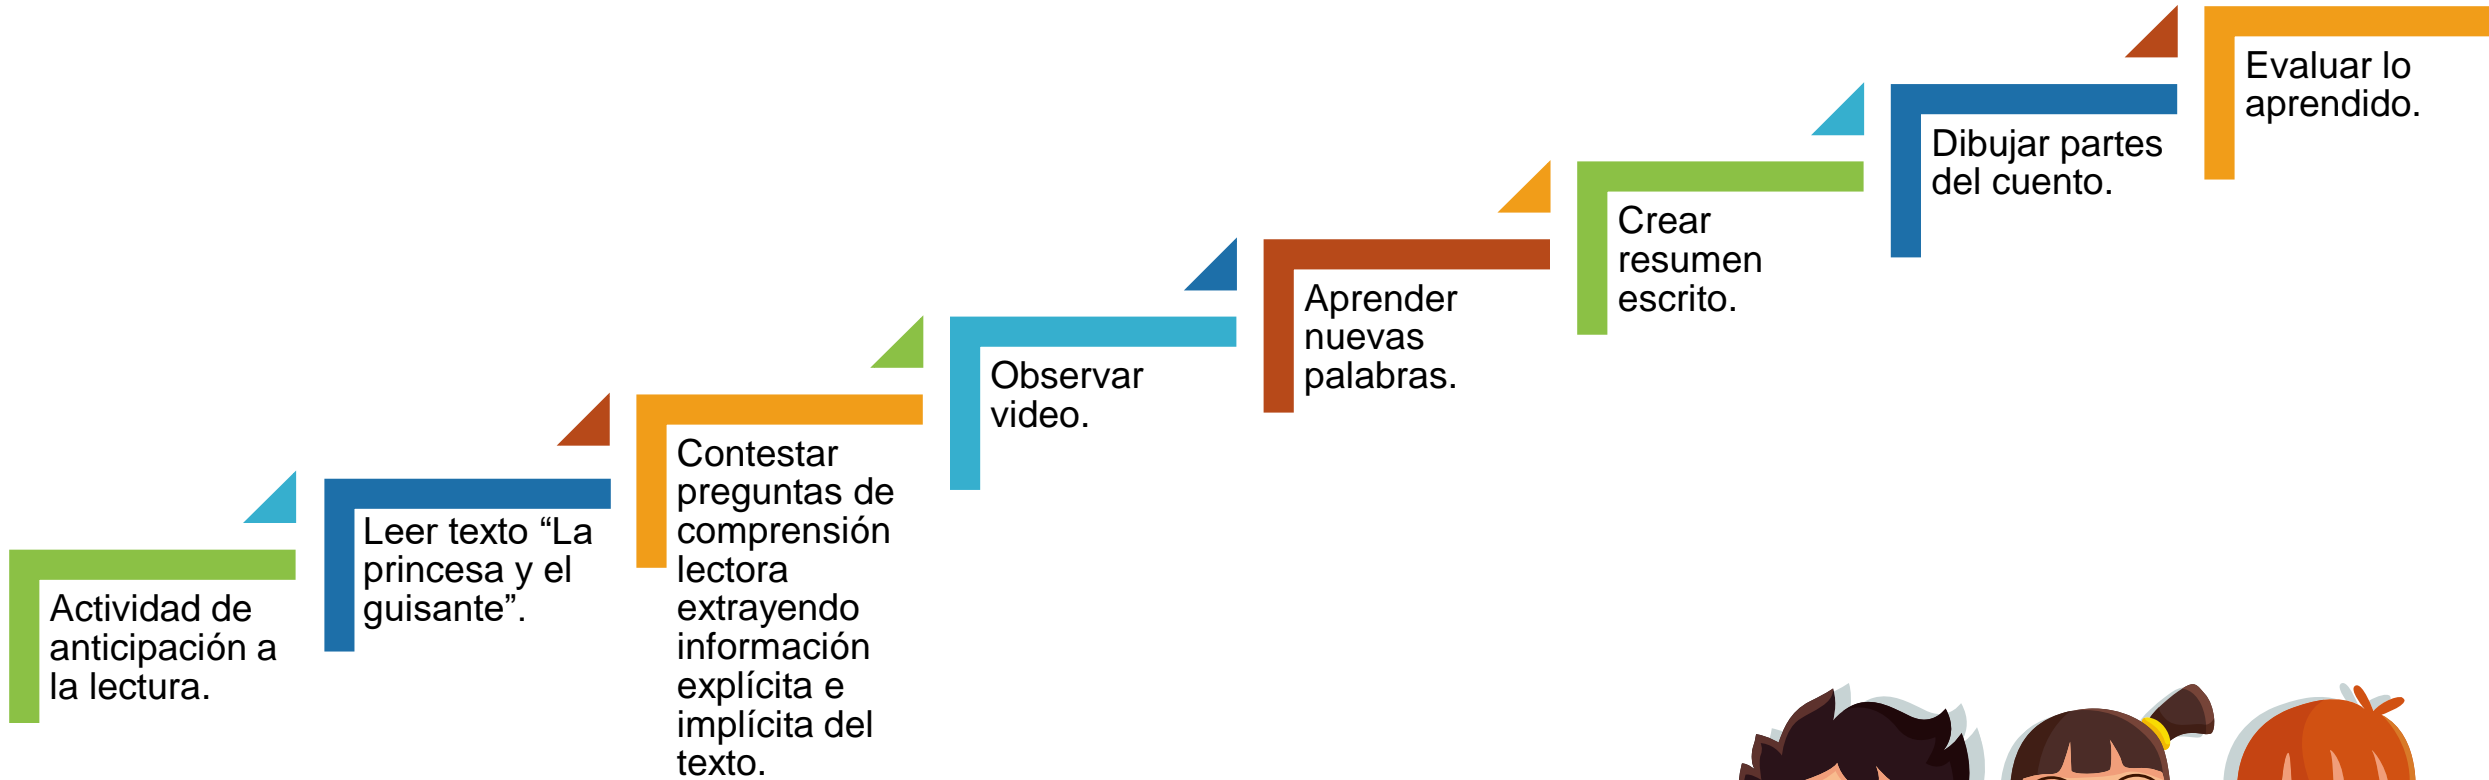 Actividad de
anticipación a
la lectura.
Leer texto “La
princesa y el
guisante”.
Contestar
preguntas de
comprensión
lectora
extrayendo
información
explícita e
implícita del
texto.
Observar
video.
Aprender
nuevas
palabras.
Crear
resumen
escrito.
Dibujar partes
del cuento.
Evaluar lo
aprendido.